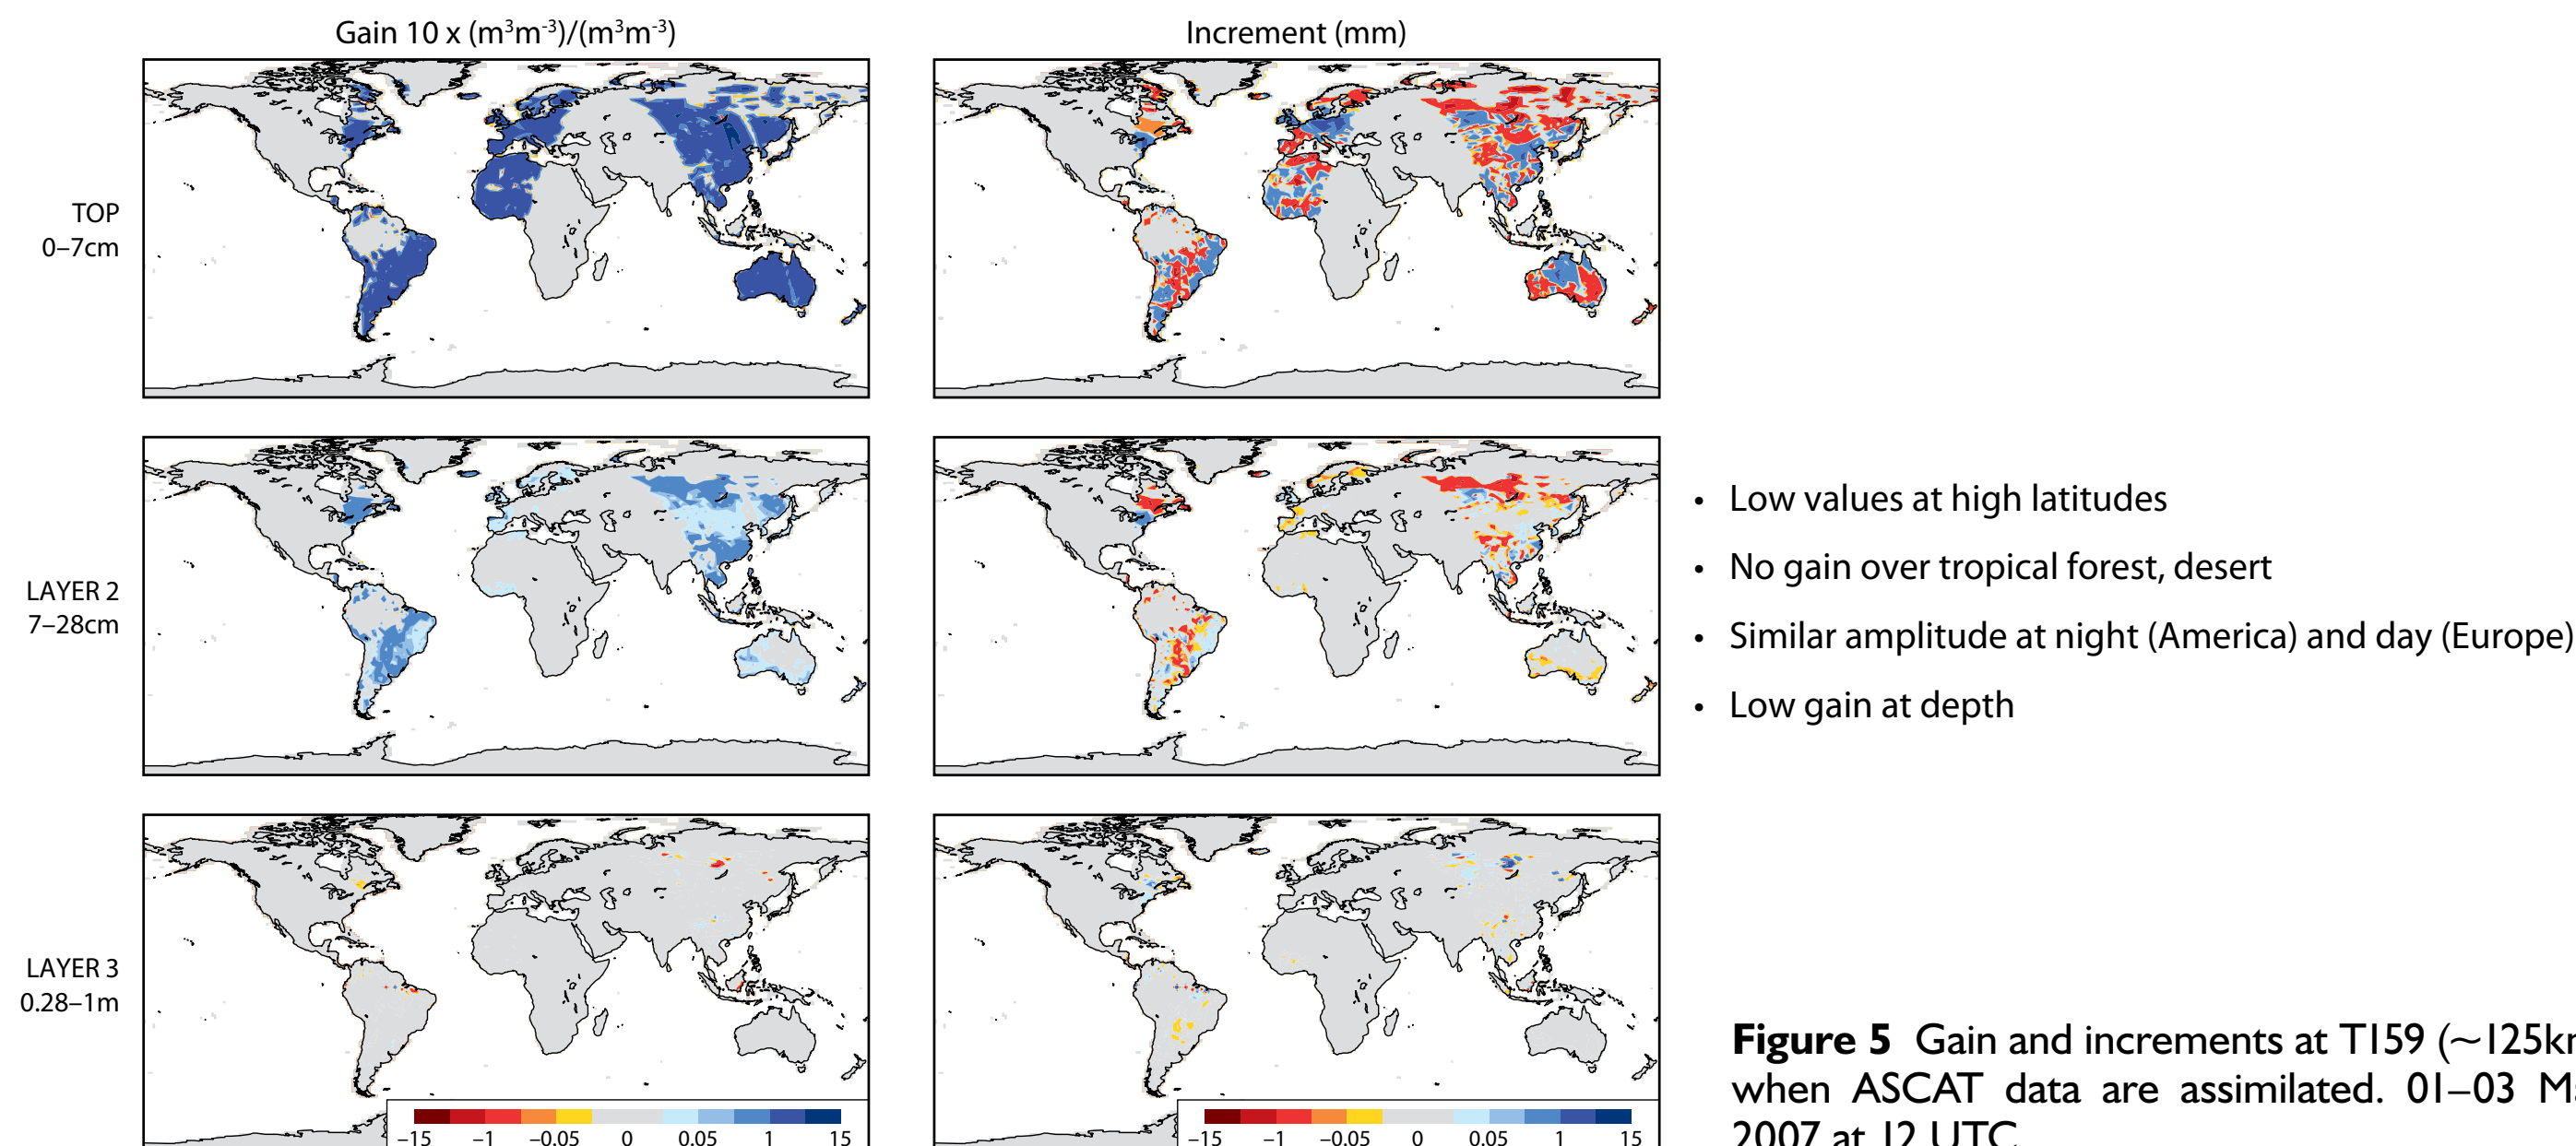 Gain 10 x (m³m⁻³)/(m³m⁻³)
Increment (mm)
TOP
0–7cm
LAYER 2
7–28cm
• Low values at high latitudes
• No gain over tropical forest, desert
• Similar amplitude at night (America) and day (Europe)
• Low gain at depth
LAYER 3
0.28–1m
–15 –1 –0.05 0 0.05 1 15
–15 –1 –0.05 0 0.05 1 15
Figure 5 Gain and increments at T159 (~125k
when ASCAT data are assimilated. 01–03 M
2007 at 12 UTC